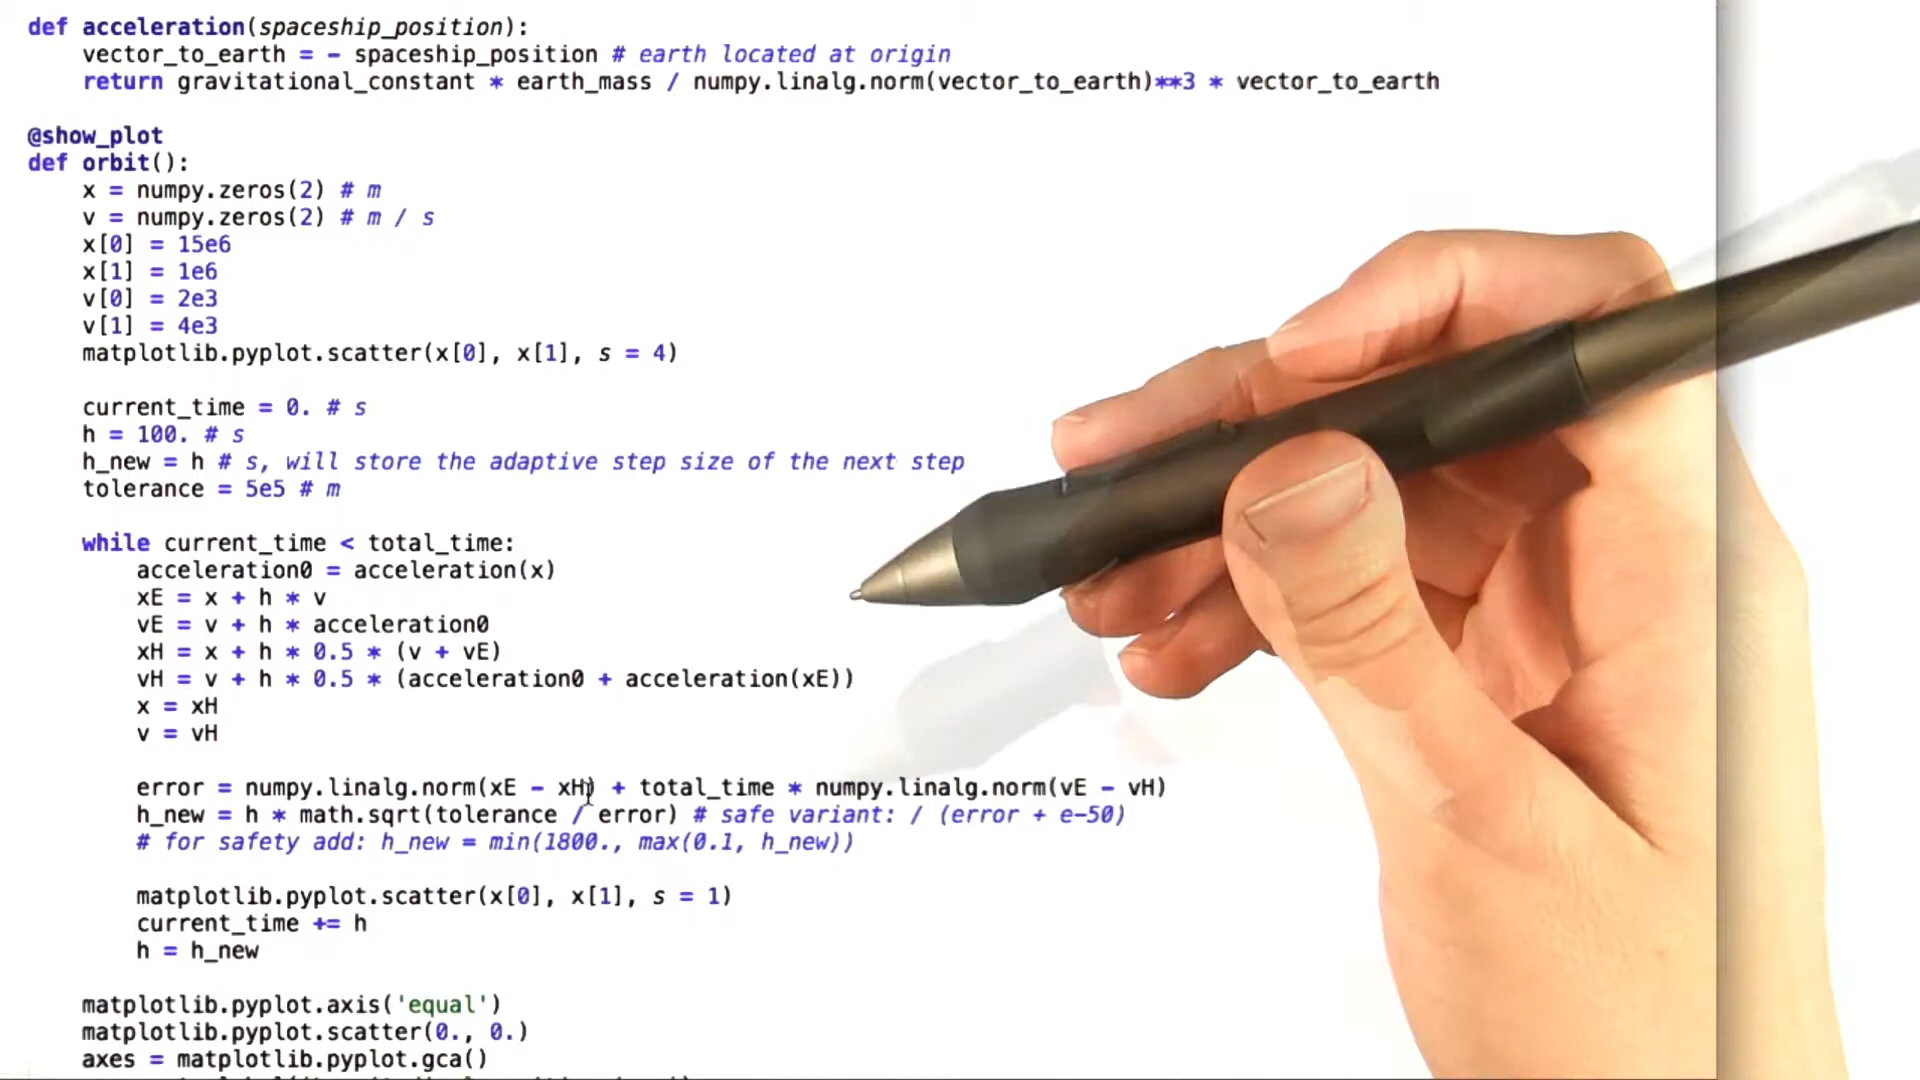 def acceleration(spaceship_position):
vector_to_earth = - spaceship_position # earth located at origin
return gravitational_constant * earth_mass / numpy.linalg.norm(vector_to_earth)**3 * vector_to_earth
@show_plot
def orbit():
x = numpy.zeros(2) # m
v = numpy.zeros(2) # m / s
x[0] = 15e6
x[1] = 1e6
v[0] = 2e3
v[1] = 4e3
matplotlib.pyplot.scatter(x[0], x[1], s = 4)
current_time = 0. # s
h = 100. # s
h_new = h # s, will store the adaptive step size of the next step
tolerance = 5e5 # m
while current_time < total_time:
acceleration0 = acceleration(x)
xE = x + h * v
vE = v + h * acceleration0
xH = x + h * 0.5 * (v + vE)
vH = v + h * 0.5 * (acceleration0 + acceleration(xE))
x = xH
v = vH
error = numpy.linalg.norm(xE - xH) + total_time * numpy.linalg.norm(vE - vH)
h_new = h * math.sqrt(tolerance / error) # safe variant: / (error + e-50)
# for safety add: h_new = min(1800., max(0.1, h_new))
matplotlib.pyplot.scatter(x[0], x[1], s = 1)
current_time += h
h = h_new
matplotlib.pyplot.axis('equal')
matplotlib.pyplot.scatter(0., 0.)
axes = matplotlib.pyplot.gca()